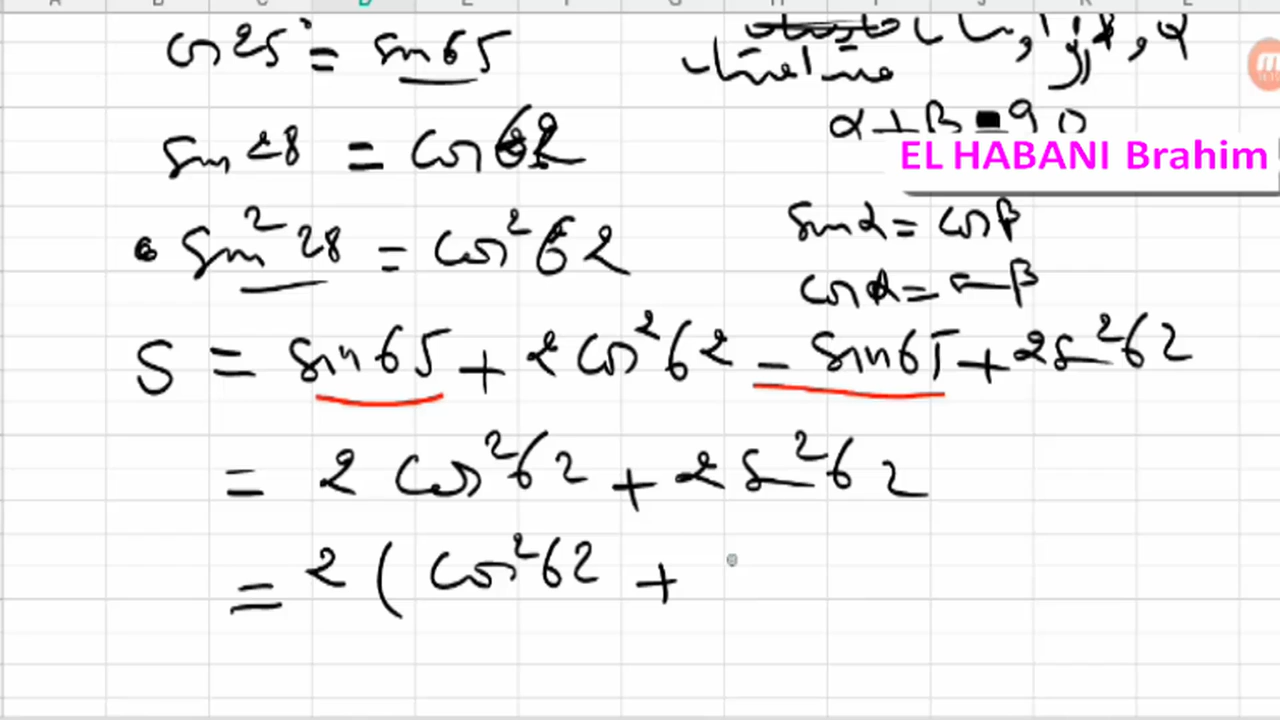 cos 25° = sin 65
α + β = 90
EL HABANI Brahim
sin 28 = cos 62
sin α = cos β
• sin² 28 = cos² 62
cos α = sin β
S = sin 65 + 2 cos² 62 - sin 65 + 2 sin² 62
= 2 cos² 62 + 2 sin² 62
= 2 ( cos² 62 +